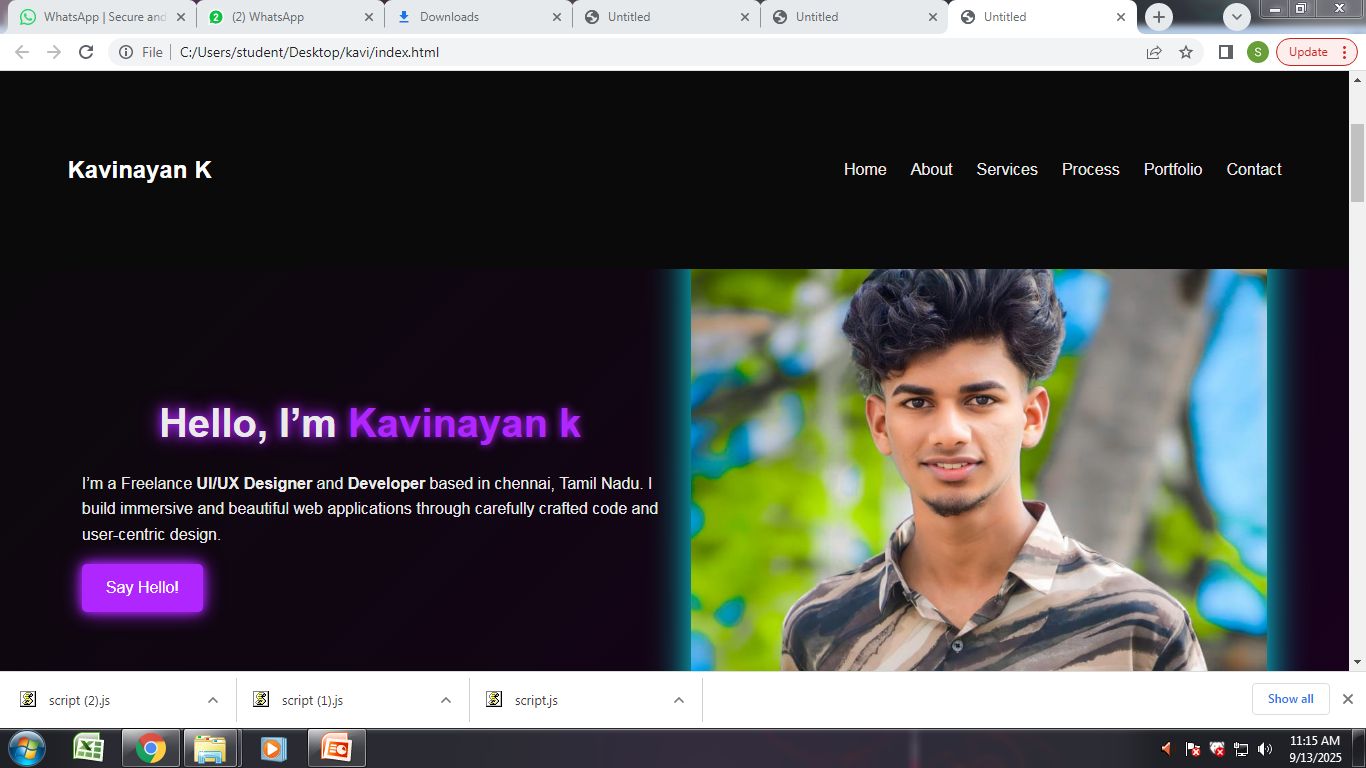 WhatsApp | Secure and
2
(2) WhatsApp
Downloads
Untitled
Untitled
Untitled
File
C:/Users/student/Desktop/kavi/index.html
S
Update
Kavinayan K
Home About Services Process Portfolio Contact
Hello, I’m Kavinayan k
I’m a Freelance UI/UX Designer and Developer based in chennai, Tamil Nadu. I
build immersive and beautiful web applications through carefully crafted code and
user-centric design.
Say Hello!
script (2).js
script (1).js
script.js
Show all
11:15 AM
9/13/2025